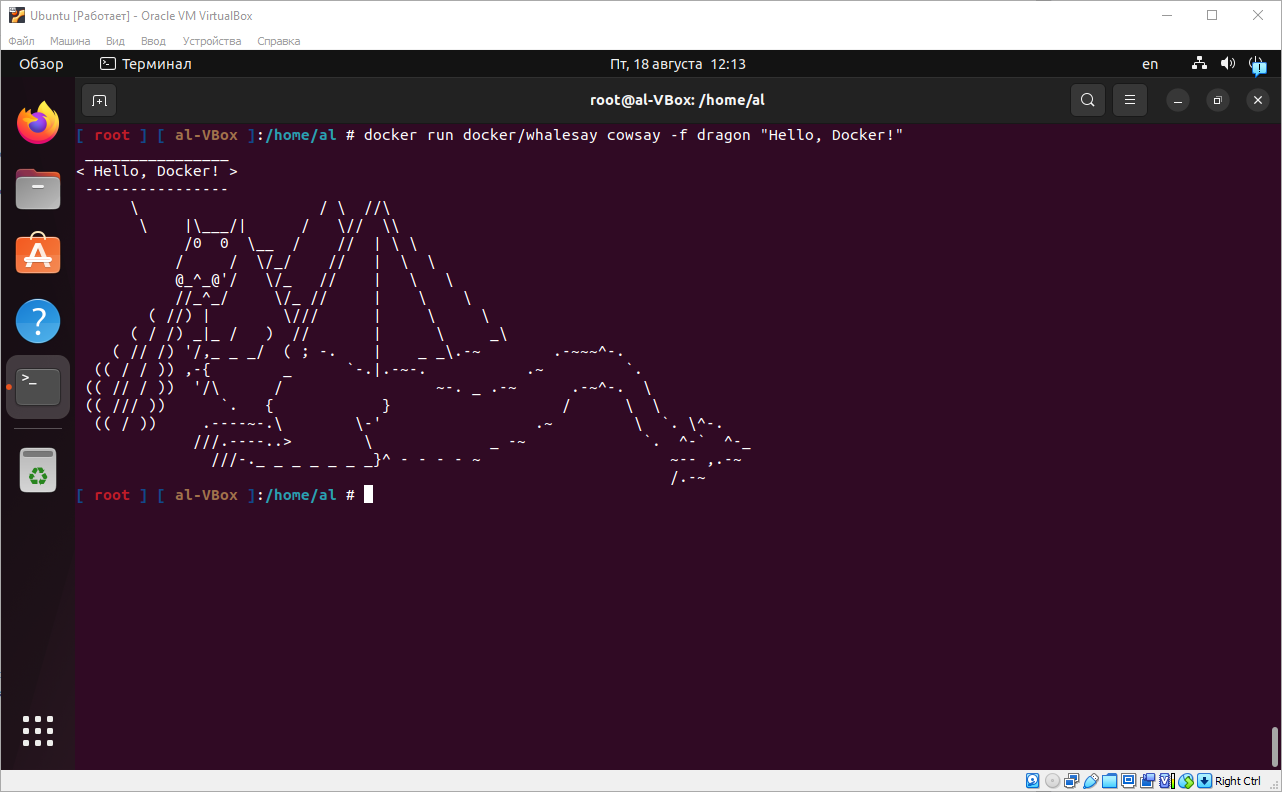 Ubuntu [Работает] - Oracle VM VirtualBox
Файл Машина Вид Ввод Устройства Справка
Обзор Терминал Пт, 18 августа 12:13 en
root@al-VBox: /home/al
[ root ] [ al-VBox ]:/home/al # docker run docker/whalesay cowsay -f dragon "Hello, Docker!"
 ________________
< Hello, Docker! >
 ----------------
      \                    / \  //\
       \    |\___/|      /   \//  \\
            /0  0  \__  /    //  | \ \
           /     /  \/_/    //   |  \  \
           @_^_@'/   \/_   //    |   \   \
           //_^_/     \/_ //     |    \    \
        ( //) |        \///      |     \     \
      ( / /) _|_ /   )  //       |      \     _\
    ( // /) '/,_ _ _/  ( ; -.    |    _ _\.-~        .-~~~^-.
  (( / / )) ,-{        _      `-.|.-~-.           .~         `.
 (( // / ))  '/\      /                 ~-. _ .-~      .-~^-.  \
 (( /// ))      `.   {            }                   /      \  \
  (( / ))     .----~-.\        \-'                 .~         \  `. \^-.
             ///.----..>        \             _ -~             `.  ^-`  ^-_
               ///-._ _ _ _ _ _ _}^ - - - - ~                     ~-- ,.-~
                                                                  /.-~
[ root ] [ al-VBox ]:/home/al #
Right Ctrl